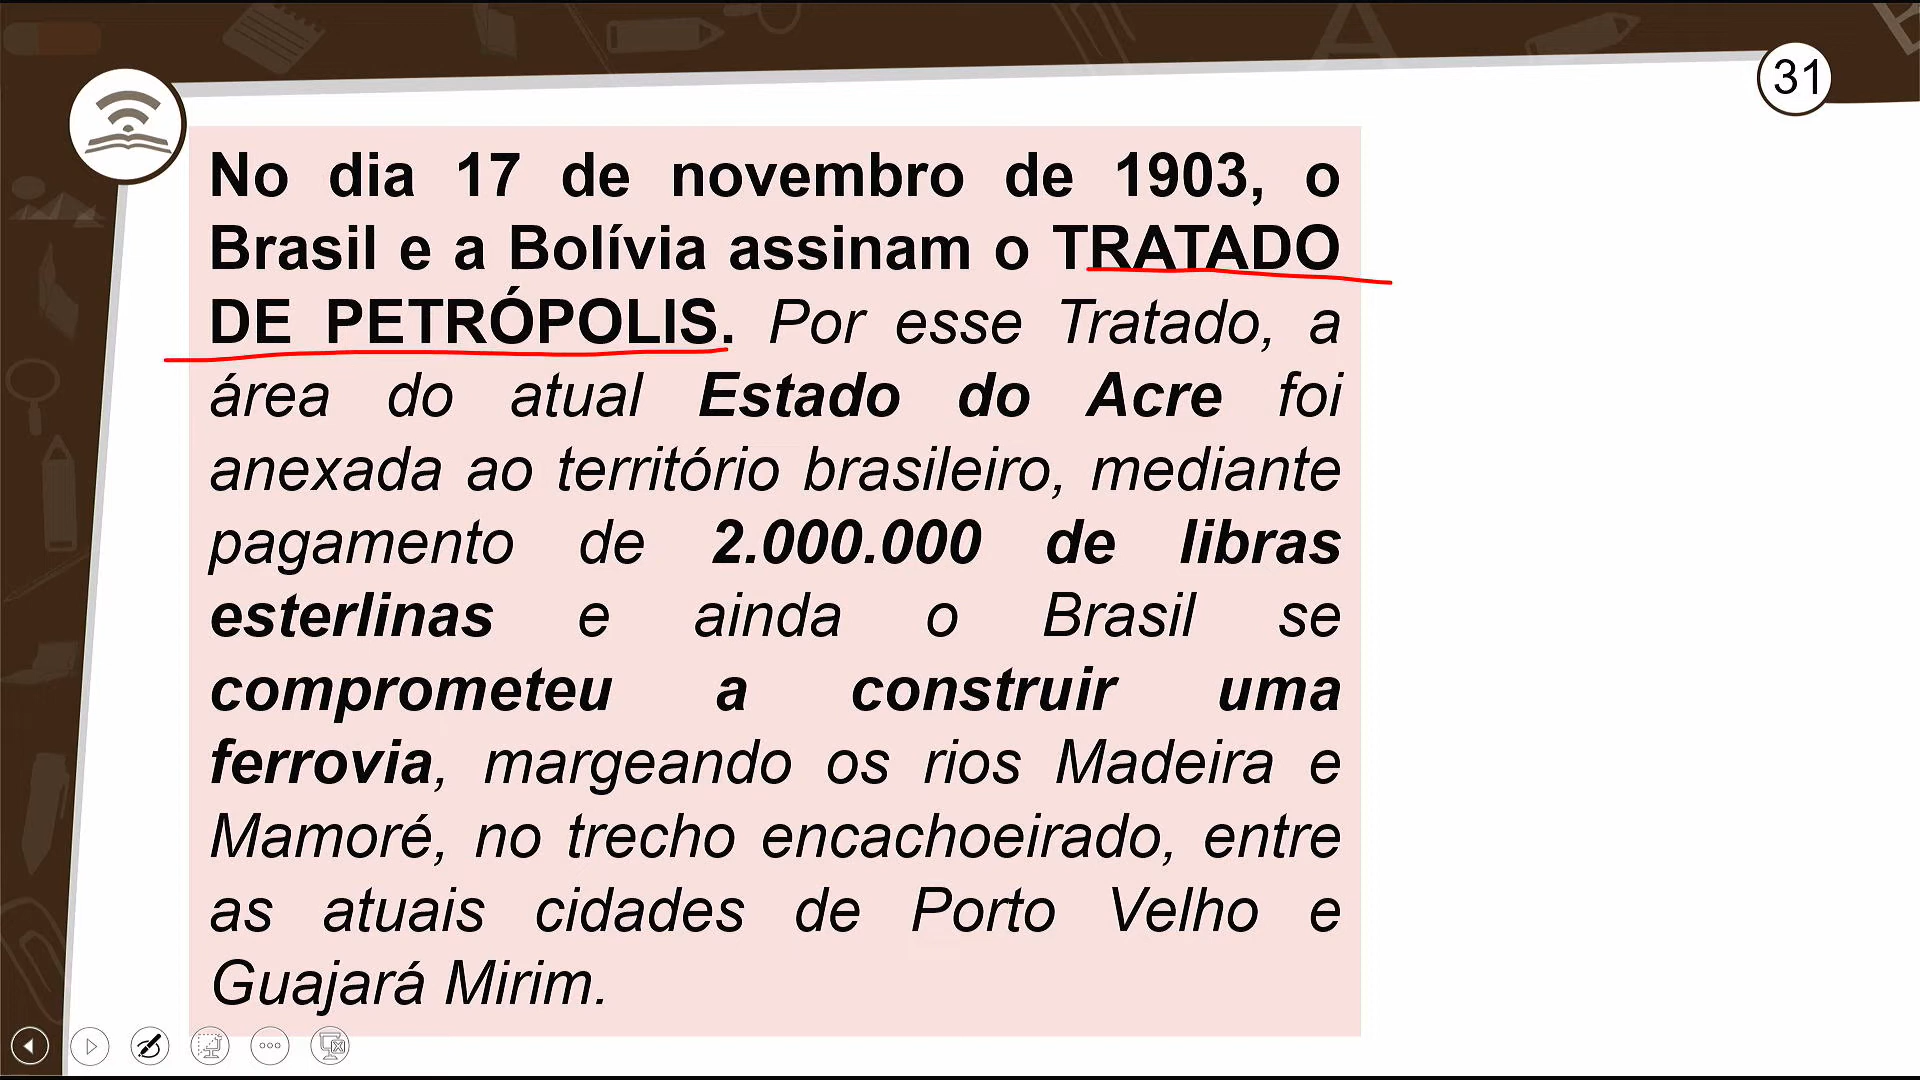 31
No dia 17 de novembro de 1903, o
Brasil e a Bolívia assinam o TRATADO
DE PETRÓPOLIS. Por esse Tratado, a
área do atual Estado do Acre foi
anexada ao território brasileiro, mediante
pagamento de 2.000.000 de libras
esterlinas e ainda o Brasil se
comprometeu a construir uma
ferrovia, margeando os rios Madeira e
Mamoré, no trecho encachoeirado, entre
as atuais cidades de Porto Velho e
Guajará Mirim.